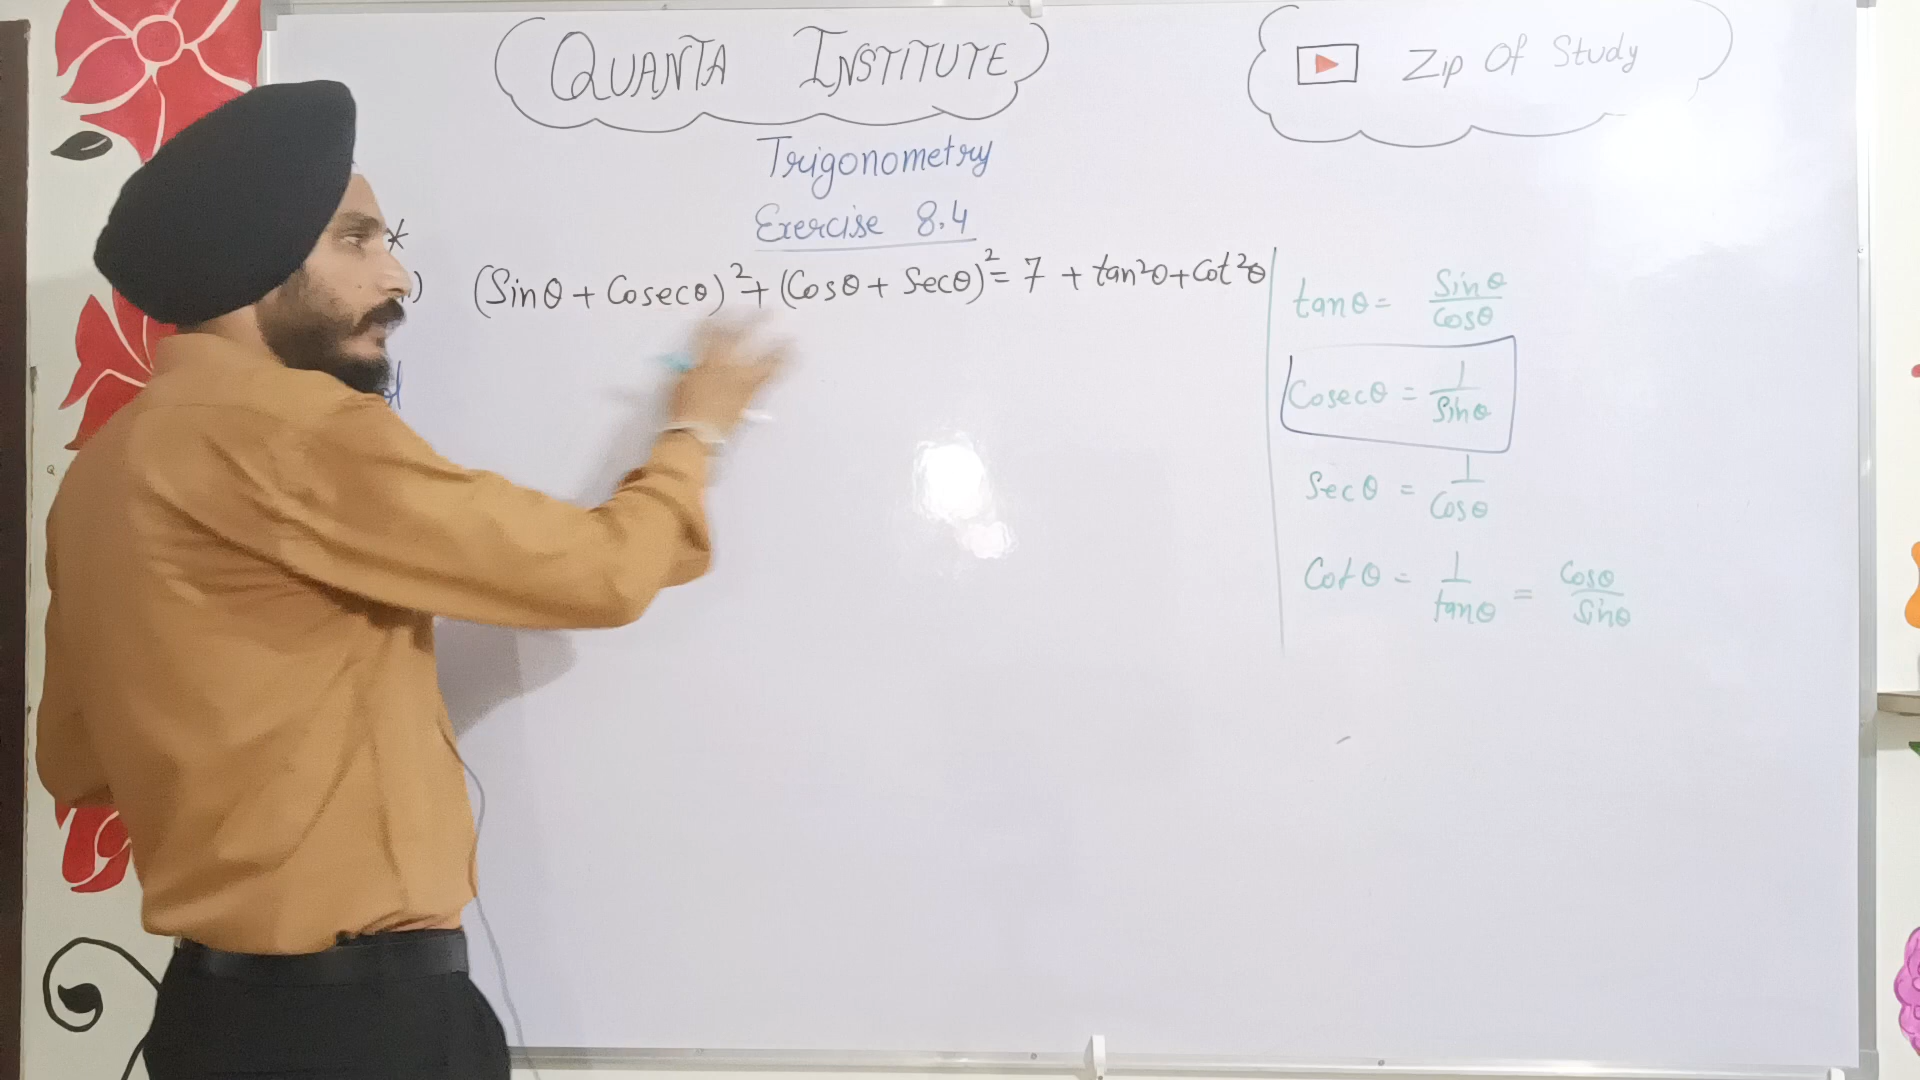 QUANTA INSTITUTE
Zip Of Study
Trigonometry
Exercise 8.4
*
(Sinθ + Cosecθ)² + (Cosθ + Secθ)² = 7 + tan²θ + Cot²θ
tanθ = Sinθ/Cosθ
Cosecθ = 1/Sinθ
Secθ = 1/Cosθ
Cotθ = 1/tanθ = Cosθ/Sinθ